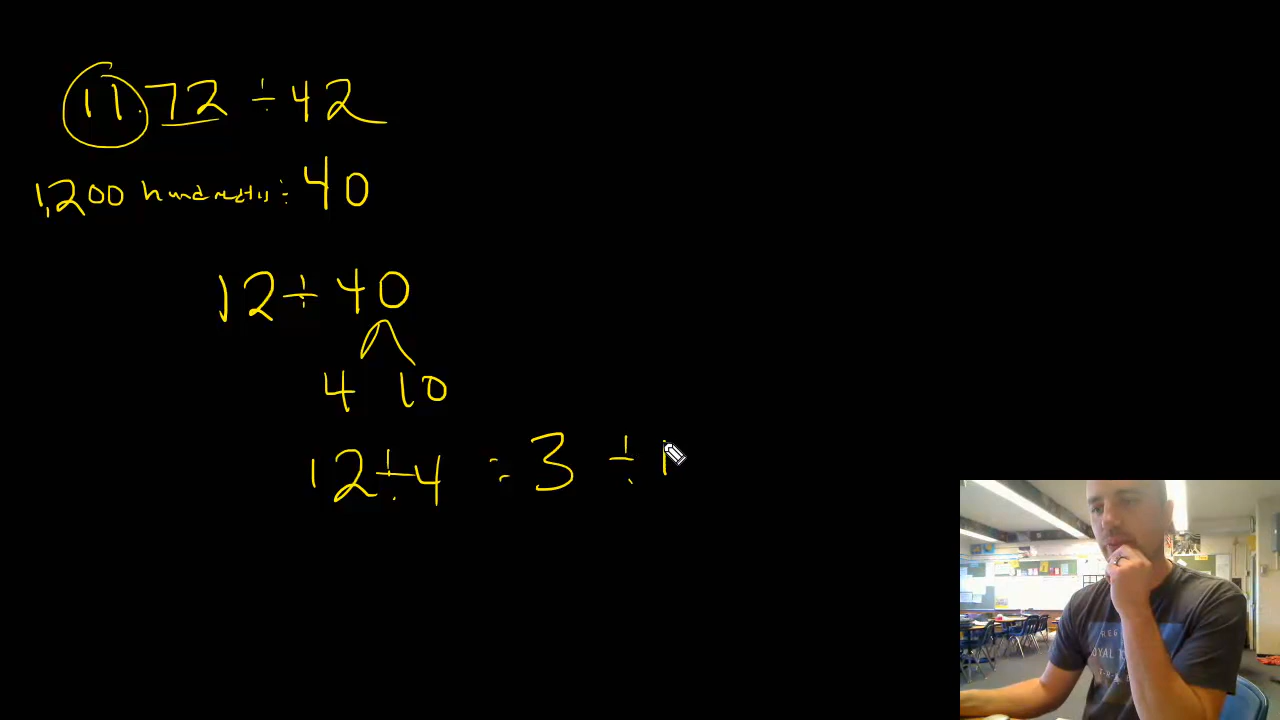 11.72 ÷ 42
1,200 hundredths ÷ 40
12 ÷ 40
4 10
12 ÷ 4 = 3 ÷ 1